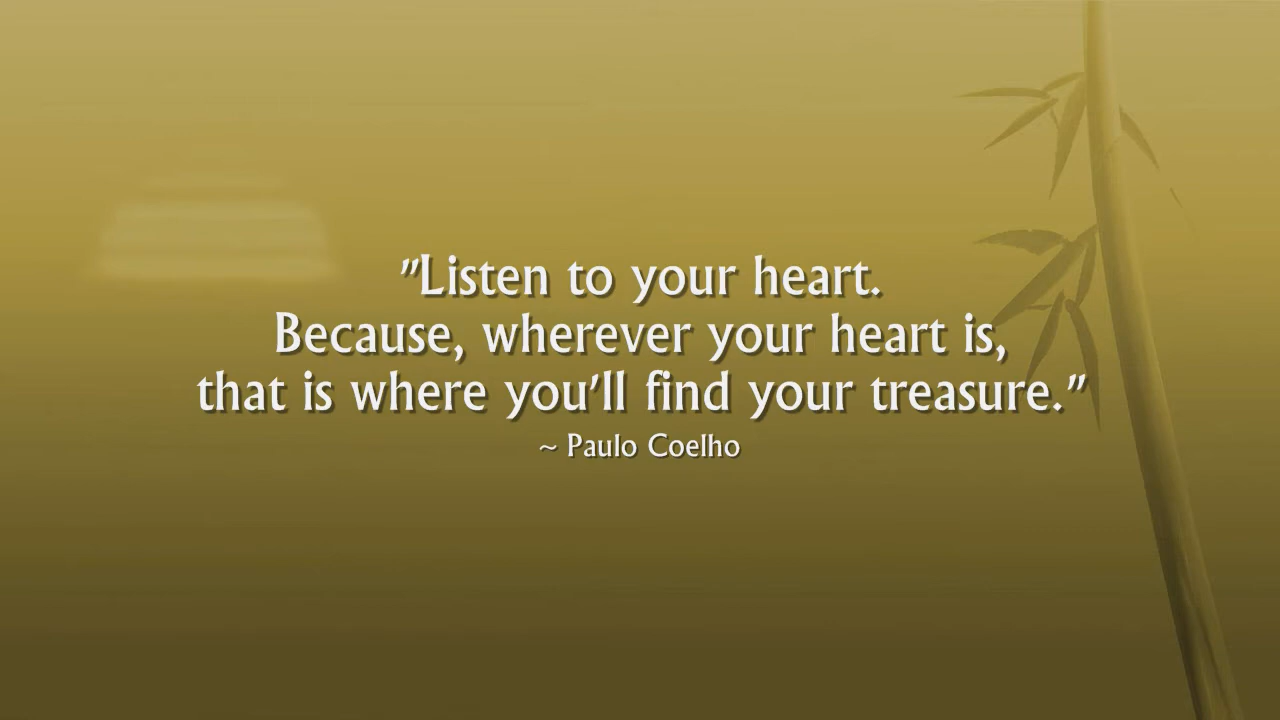 "Listen to your heart.
Because, wherever your heart is,
that is where you'll find your treasure."
~ Paulo Coelho